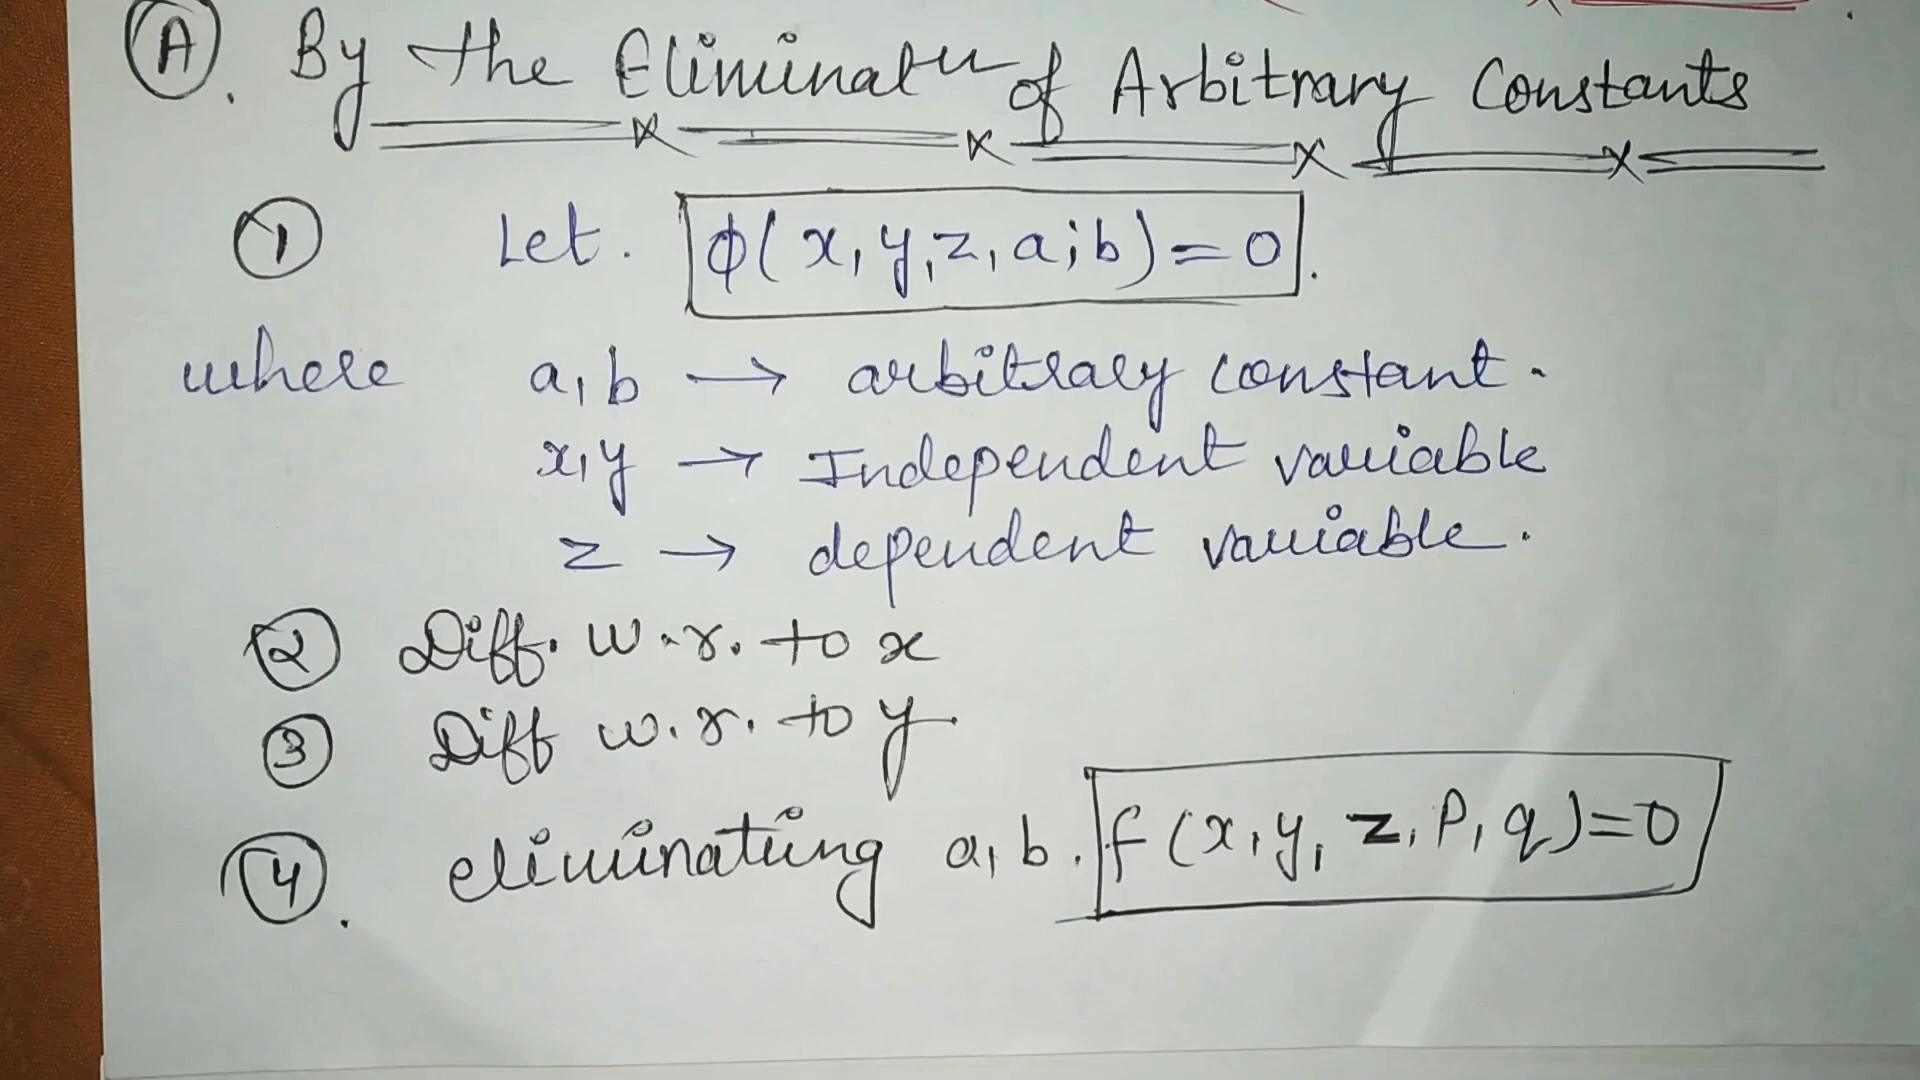 Ⓐ. By the Elimination of Arbitrary Constants
① Let. ϕ(x, y, z, a, b) = 0.
where a, b → arbitrary constant.
x, y → Independent variable
z → dependent variable.
② Diff. w.r. to x
③ Diff w.r. to y.
④. eliminating a, b. f(x, y, z, P, q) = 0